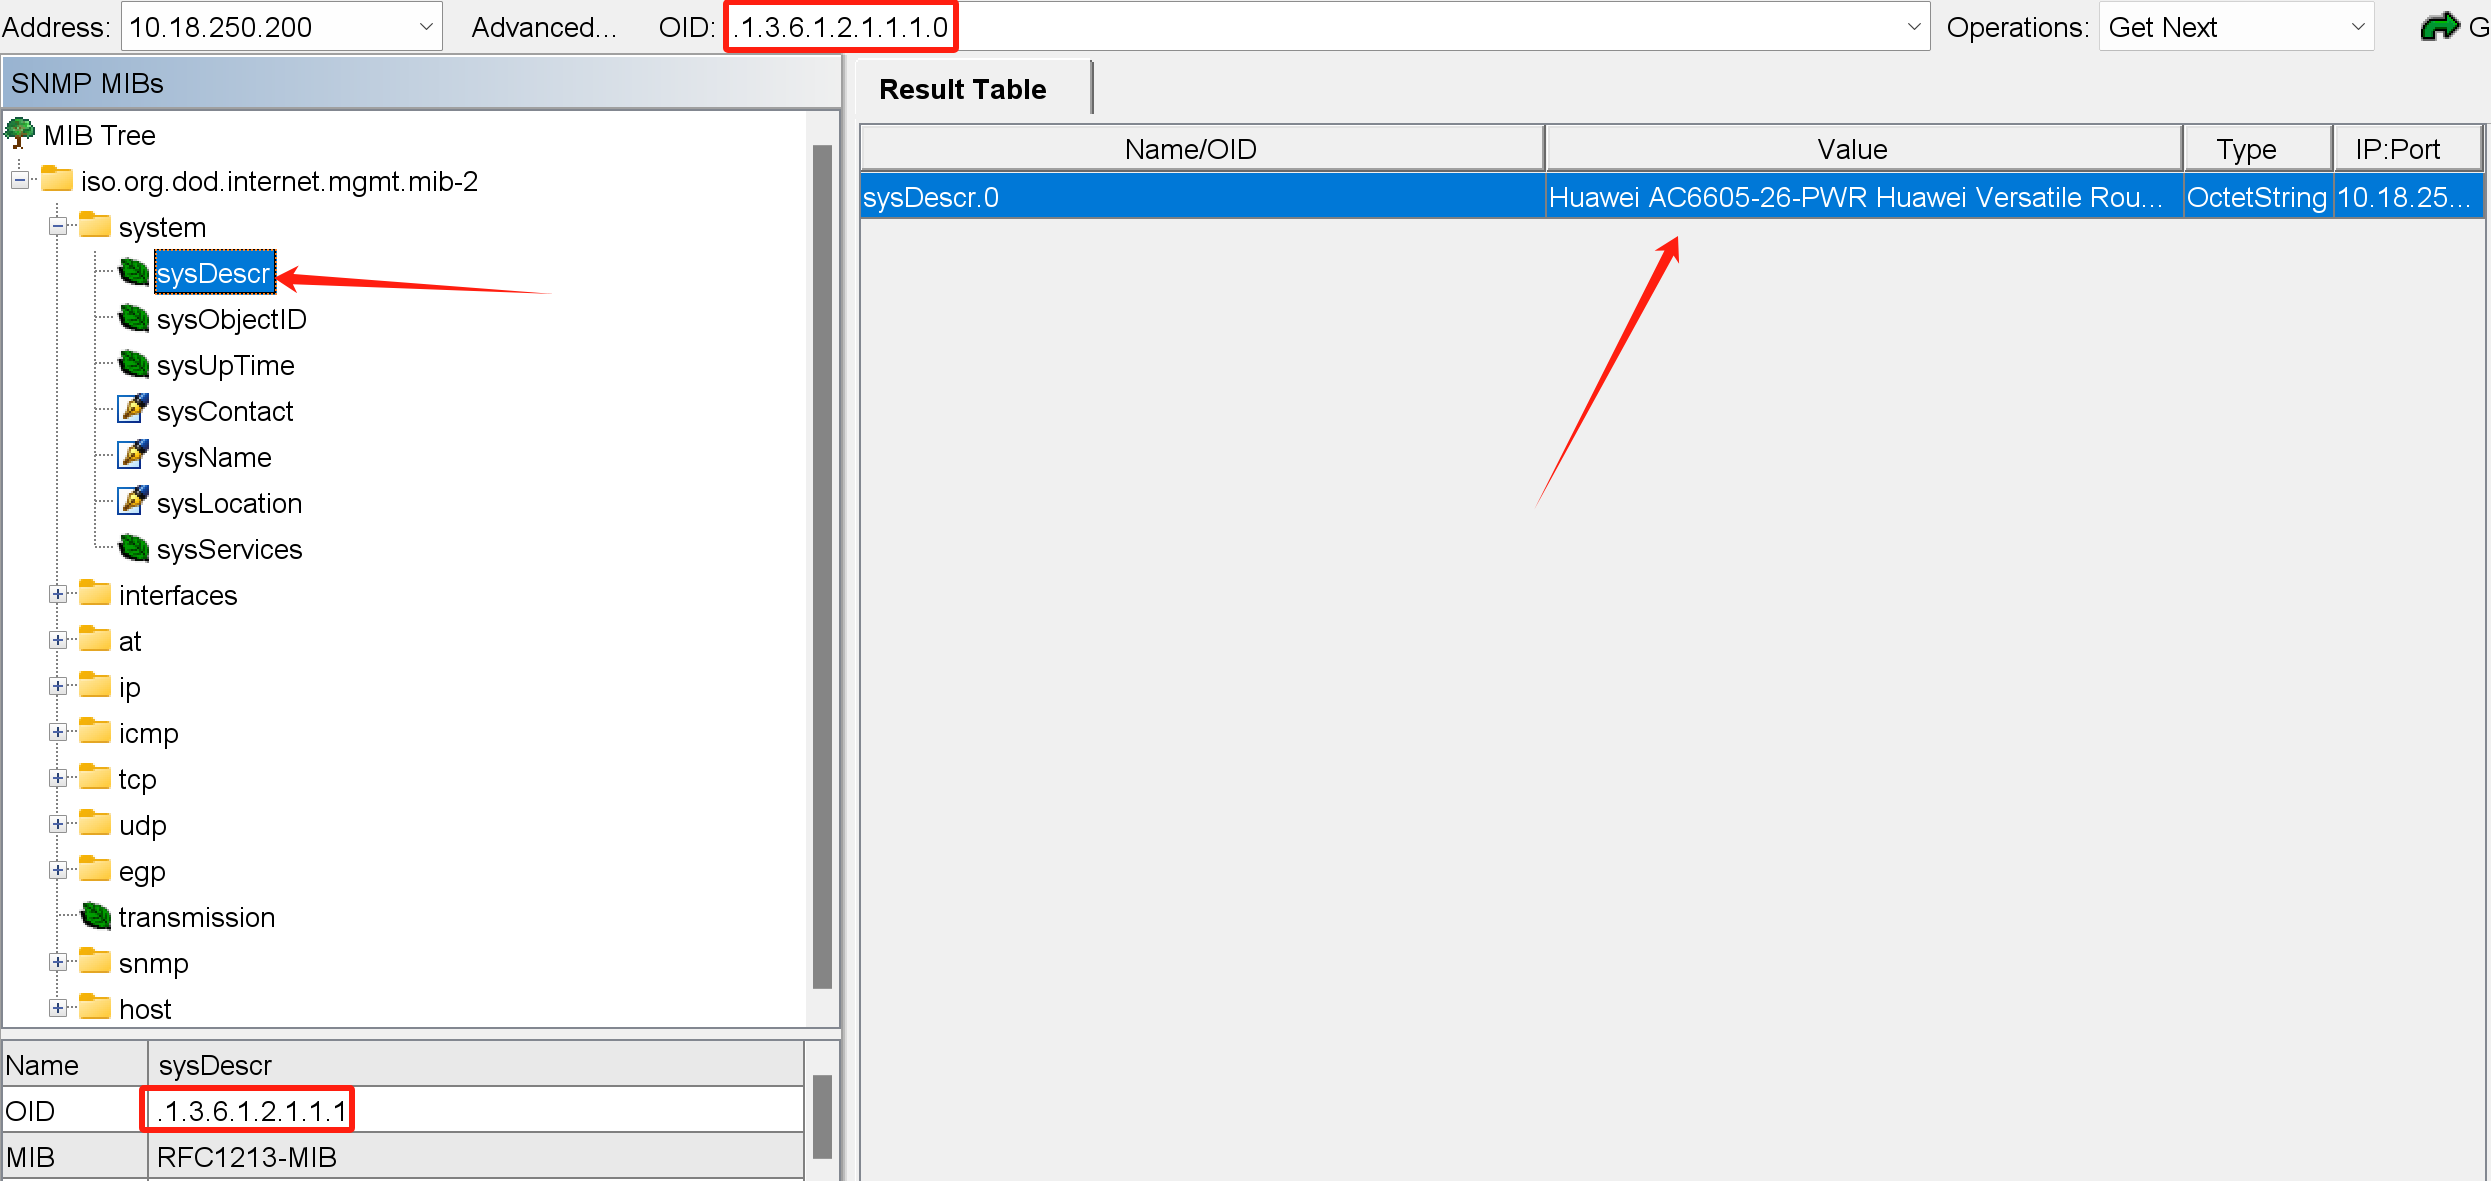 Address: 10.18.250.200 Advanced... OID: .1.3.6.1.2.1.1.1.0 Operations: Get Next G
SNMP MIBs
MIB Tree
iso.org.dod.internet.mgmt.mib-2
system
sysDescr
sysObjectID
sysUpTime
sysContact
sysName
sysLocation
sysServices
interfaces
at
ip
icmp
tcp
udp
egp
transmission
snmp
host
Name sysDescr
OID .1.3.6.1.2.1.1.1
MIB RFC1213-MIB
Result Table
Name/OID Value Type IP:Port
sysDescr.0 Huawei AC6605-26-PWR Huawei Versatile Rou... OctetString 10.18.25...